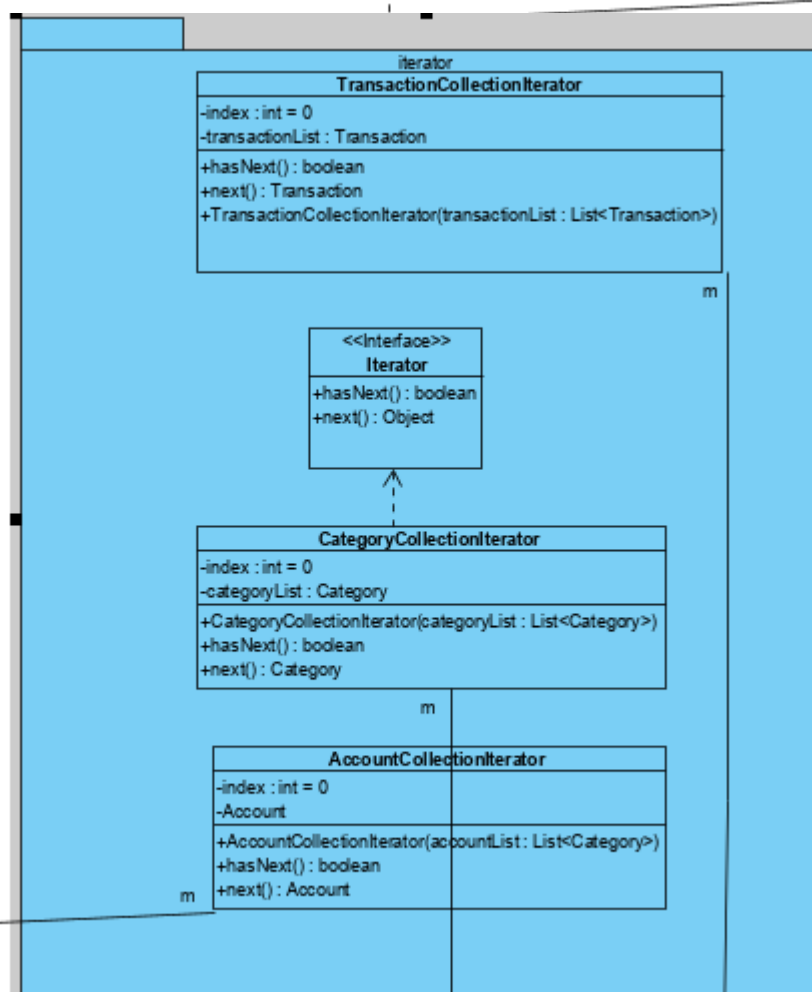 iterator
TransactionCollectionIterator
-index : int = 0
-transactionList : Transaction
+hasNext() : boolean
+next() : Transaction
+TransactionCollectionIterator(transactionList : List<Transaction>)
m
<<Interface>>
Iterator
+hasNext() : boolean
+next() : Object
CategoryCollectionIterator
-index : int = 0
-categoryList : Category
+CategoryCollectionIterator(categoryList : List<Category>)
+hasNext() : boolean
+next() : Category
m
AccountCollectionIterator
-index : int = 0
-Account
+AccountCollectionIterator(accountList : List<Category>)
+hasNext() : boolean
+next() : Account
m